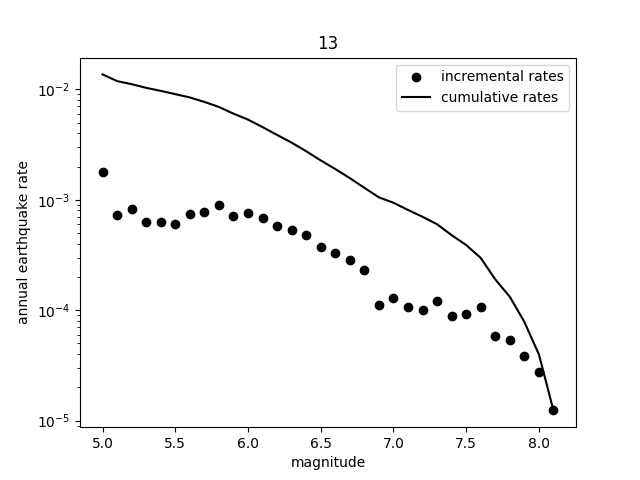 13
incremental rates
cumulative rates
annual earthquake rate
10⁻²
10⁻³
10⁻⁴
10⁻⁵
5.0 5.5 6.0 6.5 7.0 7.5 8.0
magnitude